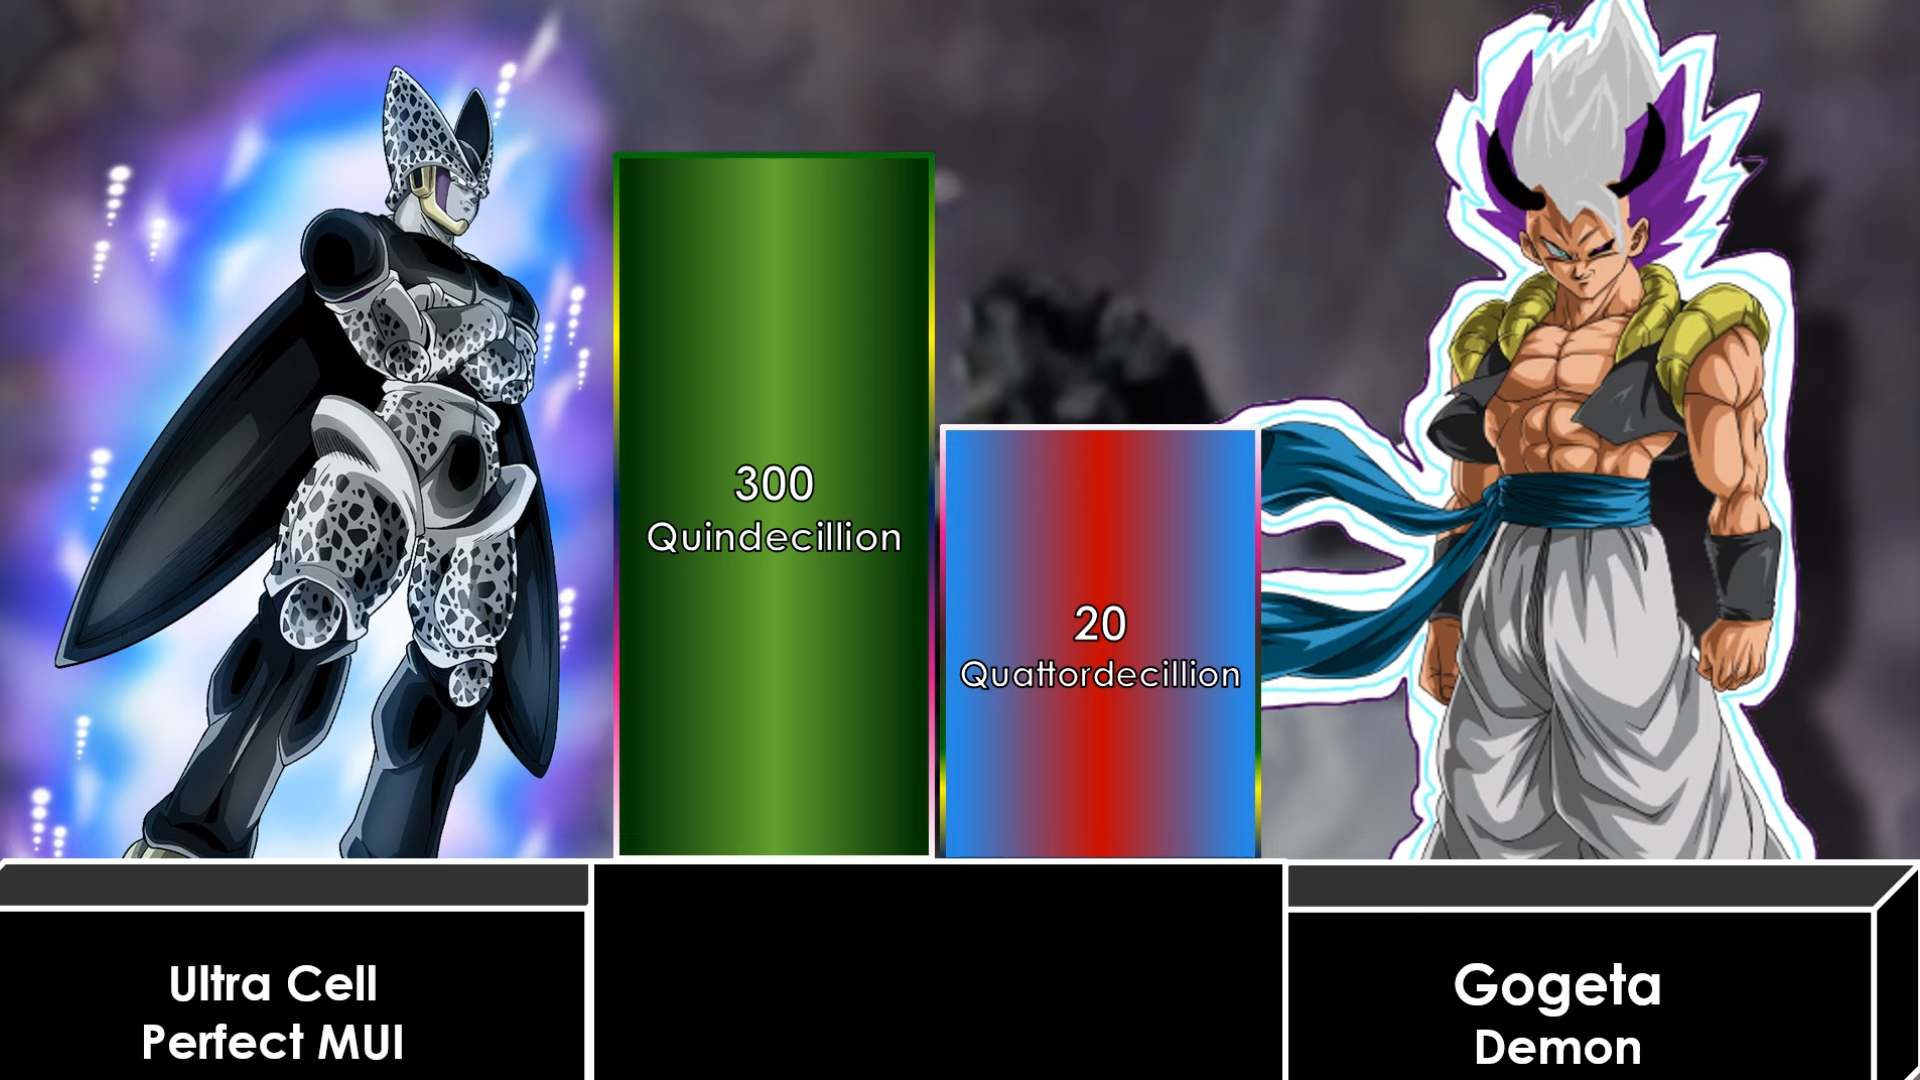 300
Quindecillion
20
Quattordecillion
Ultra Cell
Perfect MUI
Gogeta
Demon